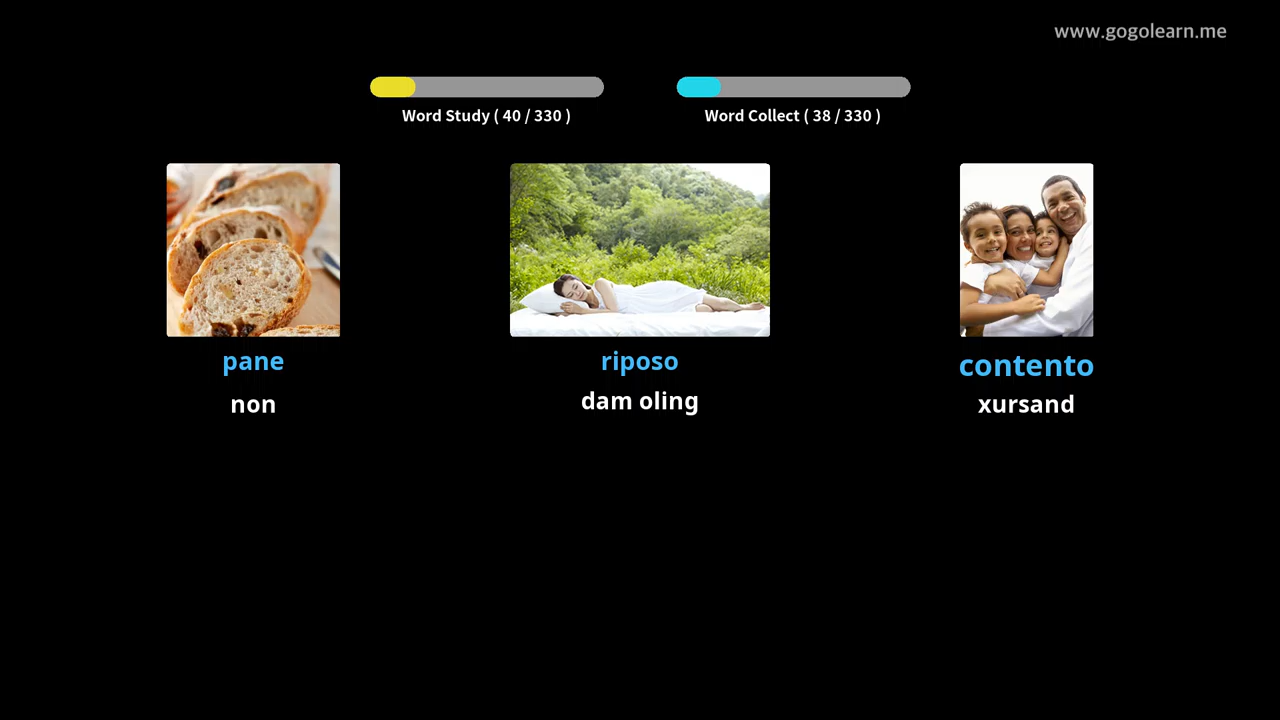 www.gogolearn.me
Word Study ( 40 / 330 )
Word Collect ( 38 / 330 )
pane
riposo
contento
non
dam oling
xursand